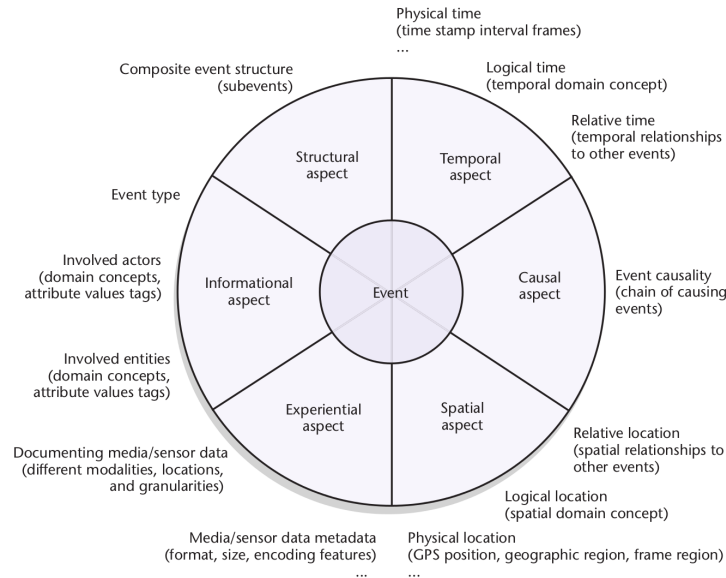 Physical time
(time stamp interval frames)
...
Logical time
(temporal domain concept)
Composite event structure
(subevents)
Relative time
(temporal relationships
to other events)
Structural
aspect
Temporal
aspect
Event type
Involved actors
(domain concepts,
attribute values tags)
Informational
aspect
Event
Causal
aspect
Event causality
(chain of causing
events)
Involved entities
(domain concepts,
attribute values tags)
Experiential
aspect
Spatial
aspect
Relative location
(spatial relationships to
other events)
Documenting media/sensor data
(different modalities, locations,
and granularities)
Logical location
(spatial domain concept)
Media/sensor data metadata
(format, size, encoding features)
...
Physical location
(GPS position, geographic region, frame region)
...